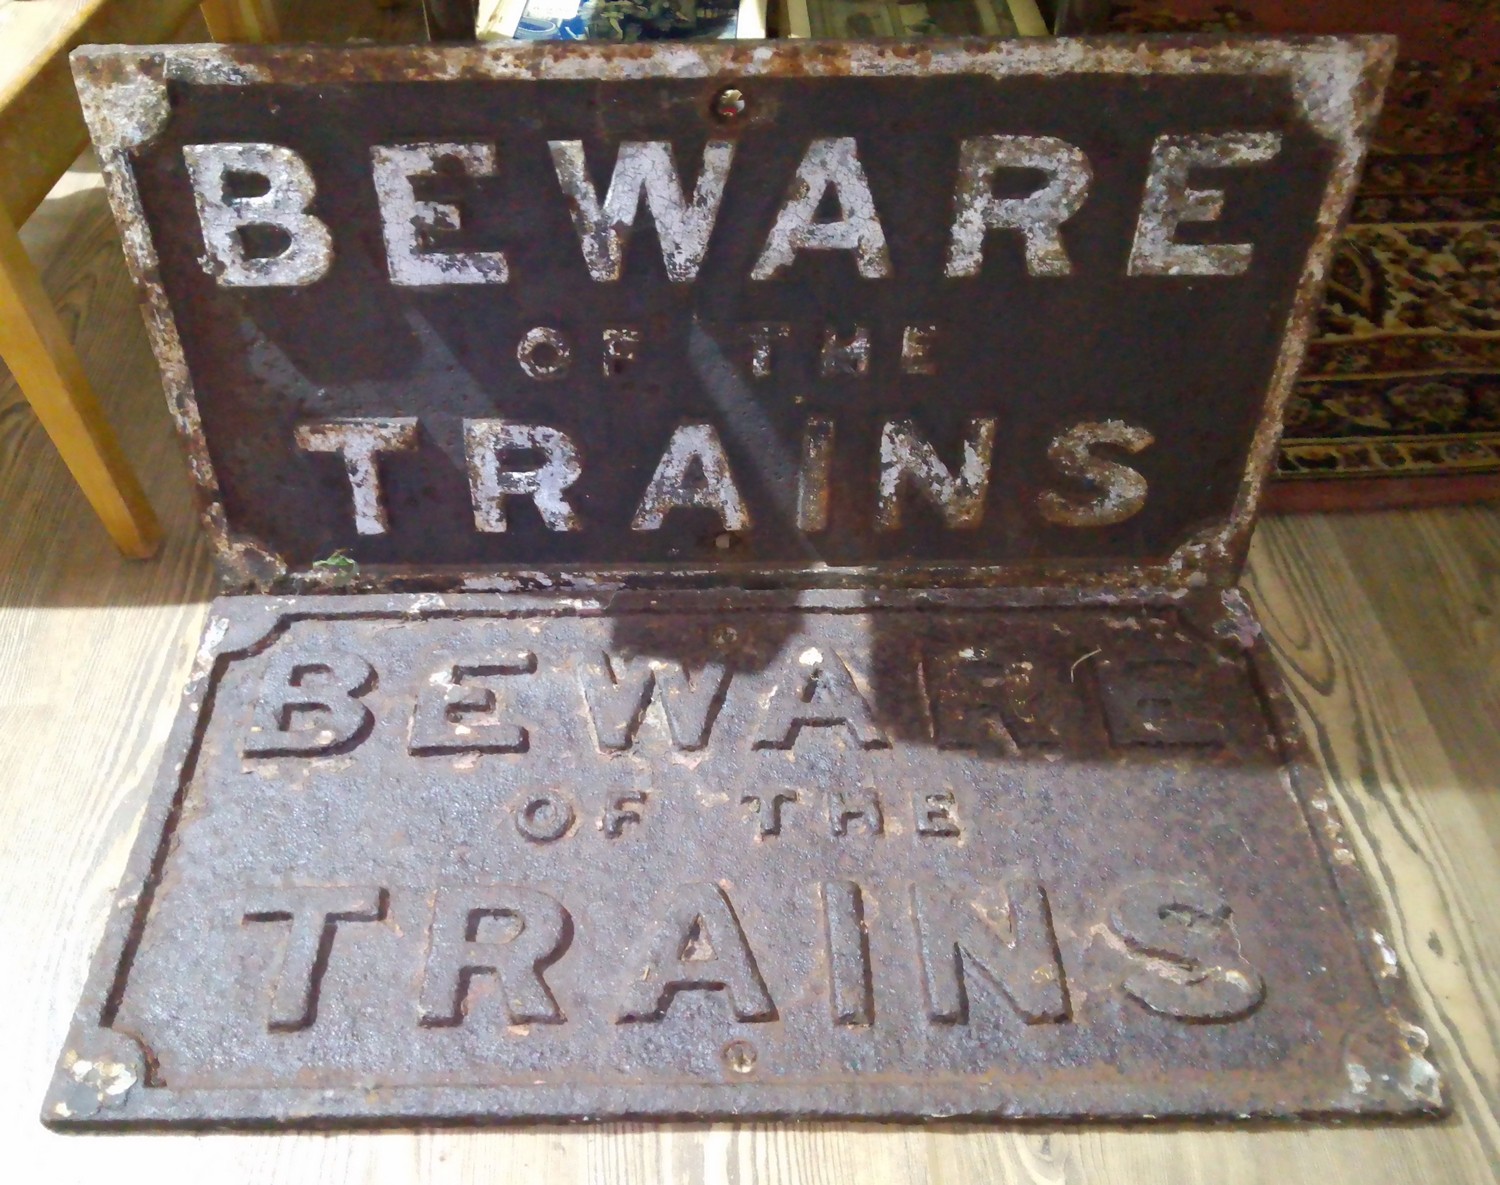 BEWARE
OF THE
TRAINS
BEWARE
OF THE
TRAINS